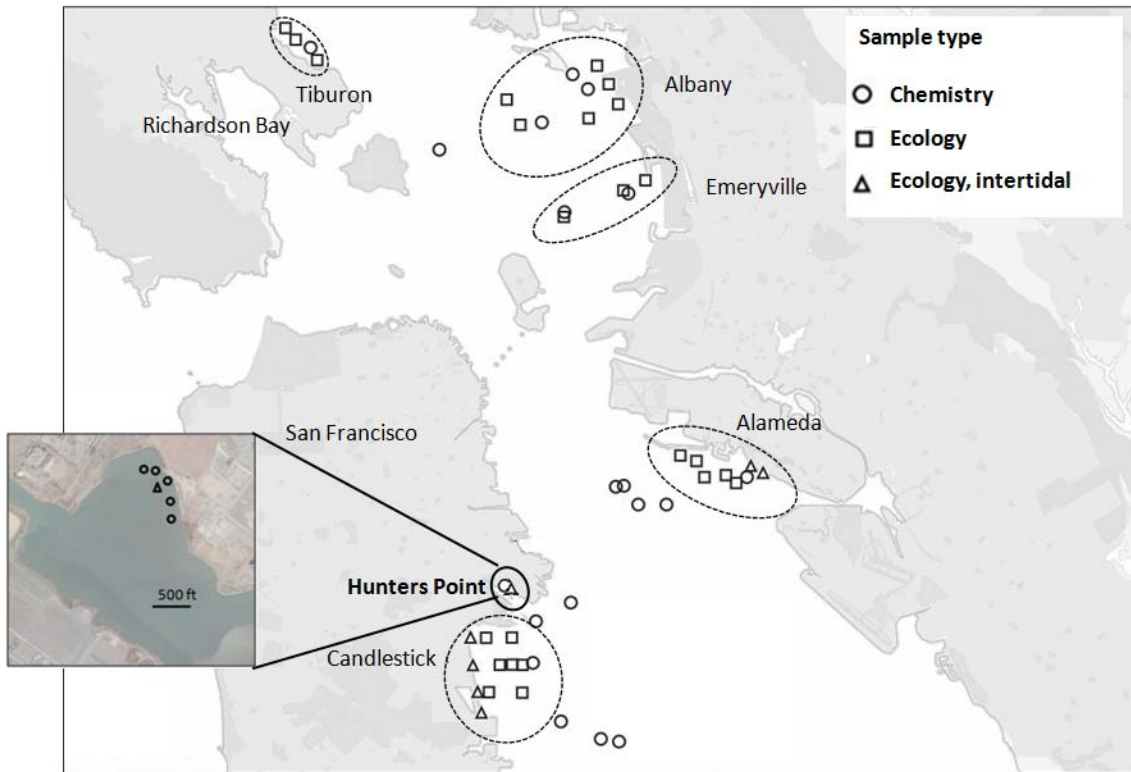 Sample type
Chemistry
Ecology
Ecology, intertidal
Tiburon
Richardson Bay
Albany
Emeryville
San Francisco
Alameda
500 ft
Hunters Point
Candlestick